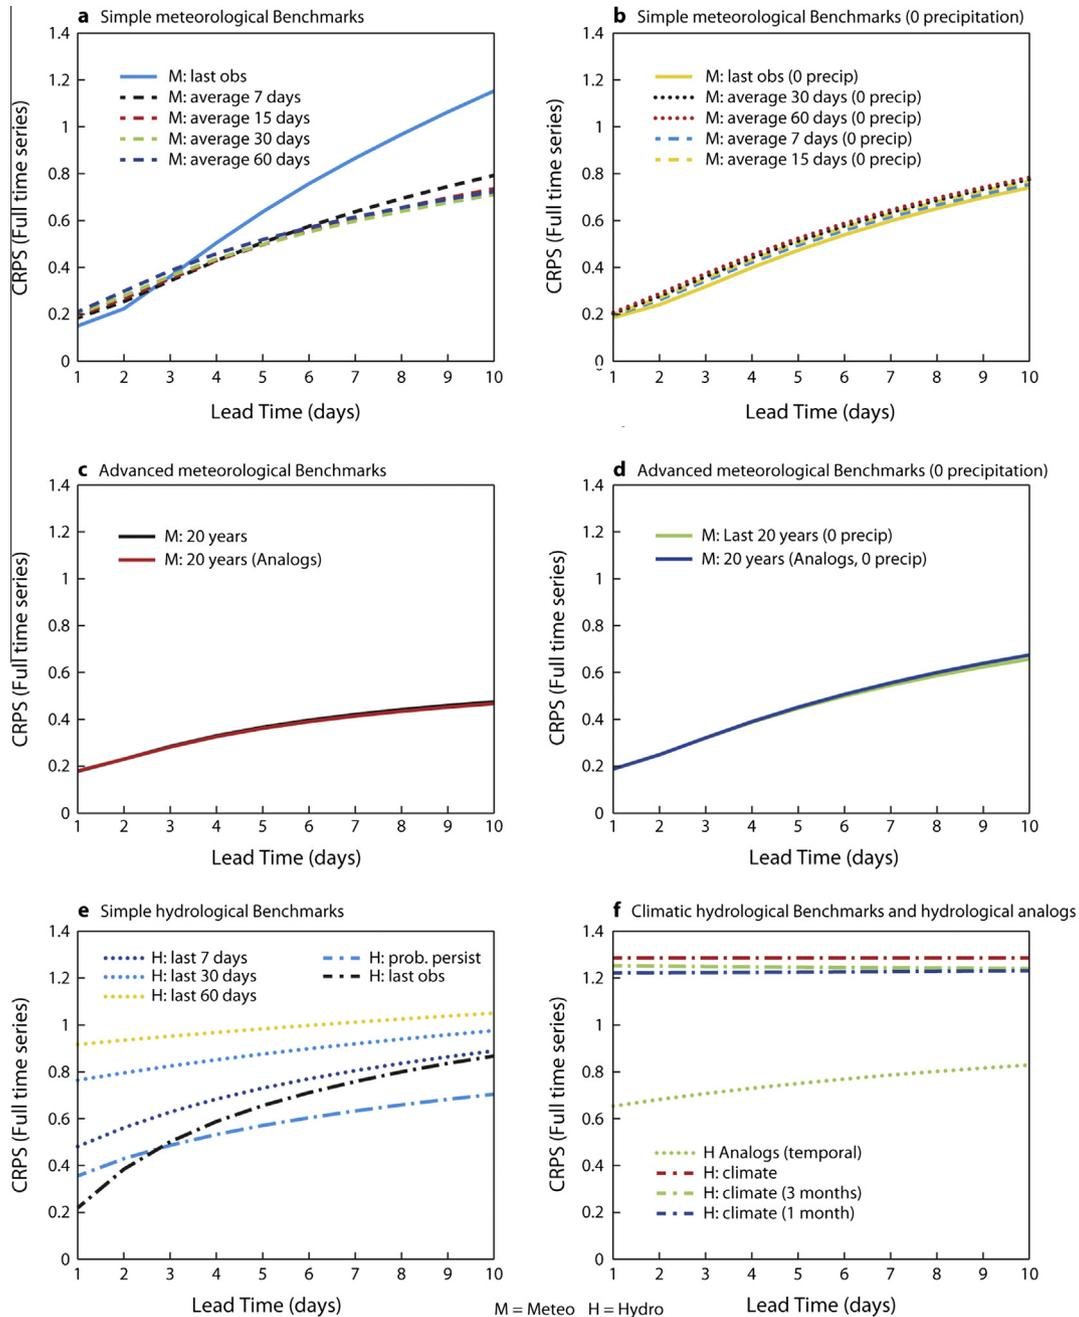 a Simple meteorological Benchmarks
1.4
1.2
1
0.8
0.6
0.4
0.2
0
CRPS (Full time series)
M: last obs
M: average 7 days
M: average 15 days
M: average 30 days
M: average 60 days
1 2 3 4 5 6 7 8 9 10
Lead Time (days)
b Simple meteorological Benchmarks (0 precipitation)
1.4
1.2
1
0.8
0.6
0.4
0.2
0
CRPS (Full time series)
M: last obs (0 precip)
M: average 30 days (0 precip)
M: average 60 days (0 precip)
M: average 7 days (0 precip)
M: average 15 days (0 precip)
1 2 3 4 5 6 7 8 9 10
Lead Time (days)
c Advanced meteorological Benchmarks
1.4
1.2
1
0.8
0.6
0.4
0.2
0
CRPS (Full time series)
M: 20 years
M: 20 years (Analogs)
1 2 3 4 5 6 7 8 9 10
Lead Time (days)
d Advanced meteorological Benchmarks (0 precipitation)
1.4
1.2
1
0.8
0.6
0.4
0.2
0
CRPS (Full time series)
M: Last 20 years (0 precip)
M: 20 years (Analogs, 0 precip)
1 2 3 4 5 6 7 8 9 10
Lead Time (days)
e Simple hydrological Benchmarks
1.4
1.2
1
0.8
0.6
0.4
0.2
0
CRPS (Full time series)
H: last 7 days
H: last 30 days
H: last 60 days
H: prob. persist
H: last obs
1 2 3 4 5 6 7 8 9 10
Lead Time (days)
f Climatic hydrological Benchmarks and hydrological analogs
1.4
1.2
1
0.8
0.6
0.4
0.2
0
CRPS (Full time series)
H Analogs (temporal)
H: climate
H: climate (3 months)
H: climate (1 month)
1 2 3 4 5 6 7 8 9 10
Lead Time (days)
M = Meteo H = Hydro